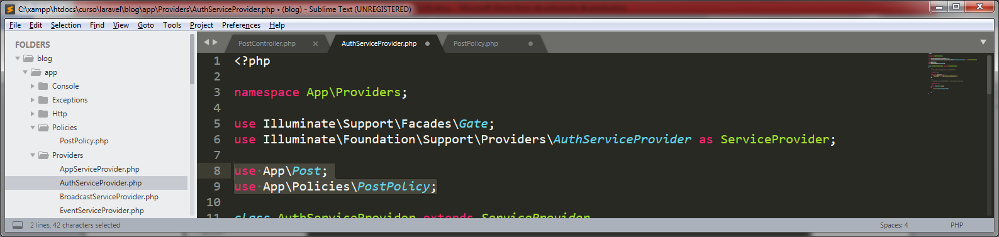 C:\xampp\htdocs\curso\laravel\blog\app\Providers\AuthServiceProvider.php • (blog) - Sublime Text (UNREGISTERED)
File Edit Selection Find View Goto Tools Project Preferences Help
FOLDERS
blog
app
Console
Exceptions
Http
Policies
PostPolicy.php
Providers
AppServiceProvider.php
AuthServiceProvider.php
BroadcastServiceProvider.php
EventServiceProvider.php
PostController.php × AuthServiceProvider.php PostPolicy.php
1 <?php
2
3 namespace App\Providers;
4
5 use Illuminate\Support\Facades\Gate;
6 use Illuminate\Foundation\Support\Providers\AuthServiceProvider as ServiceProvider;
7
8 use App\Post;
9 use App\Policies\PostPolicy;
10
11 class AuthServiceProvider extends ServiceProvider
2 lines, 42 characters selected Spaces: 4 PHP